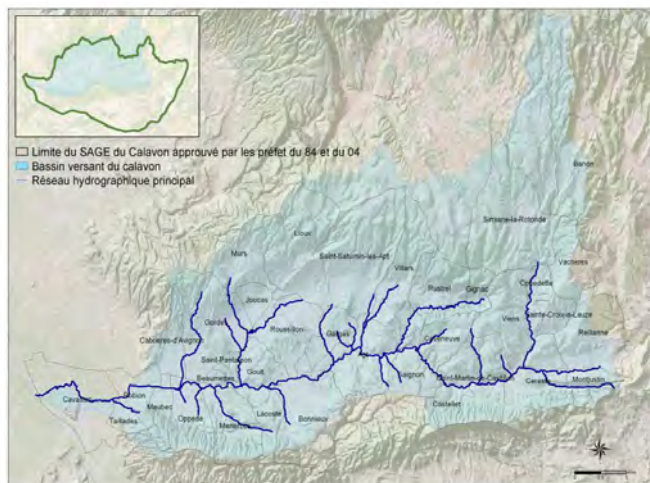 Limite du SAGE du Calavon approuvé par les préfet du 84 et du 04
Bassin versant du calavon
Réseau hydrographique principal
Banon
Simiane-la-Rotonde
Lioux
Murs
Saint-Saturnin-les-Apt
Vachères
Villars
Rustrel
Gignac
Oppedette
Joucas
Gordes
Viens
Sainte-Croix-a-Lauze
Roussillon
Gargas
Reillanne
Cabrières-d'Avignon
Caseneuve
Saint-Pantaléon
Goult
Apt
Beaumettes
Saignon
Saint-Martin-de-Castillon
Céreste
Montjustin
Robion
Cavaillon
Maubec
Oppède
Lacoste
Castellet
Taillades
Ménerbes
Bonnieux